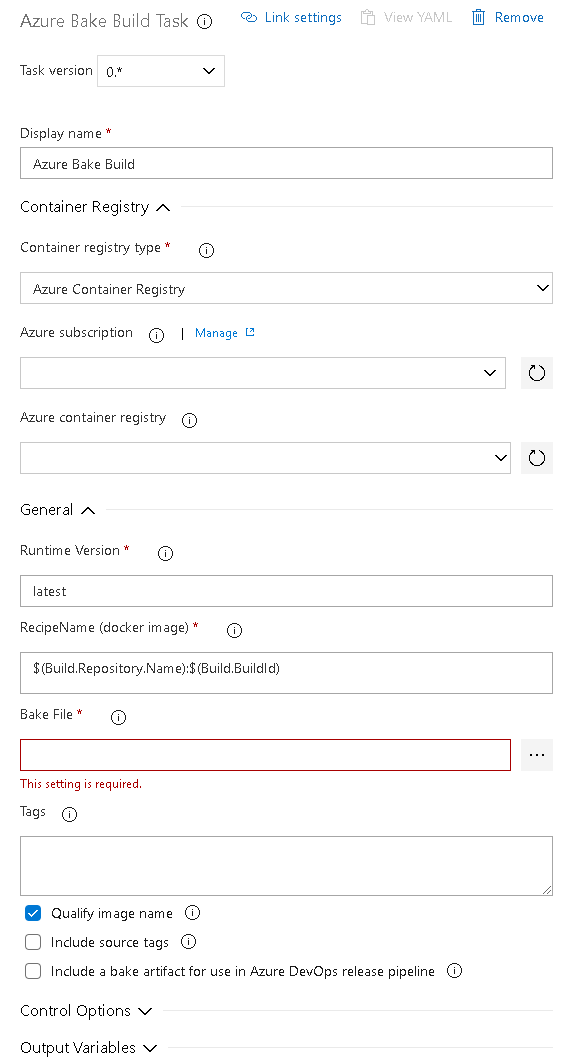 Azure Bake Build Task Link settings View YAML Remove
Task version 0.*
Display name *
Azure Bake Build
Container Registry
Container registry type *
Azure Container Registry
Azure subscription | Manage
Azure container registry
General
Runtime Version *
latest
RecipeName (docker image) *
$(Build.Repository.Name):$(Build.BuildId)
Bake File *
...
This setting is required.
Tags
Qualify image name
Include source tags
Include a bake artifact for use in Azure DevOps release pipeline
Control Options
Output Variables